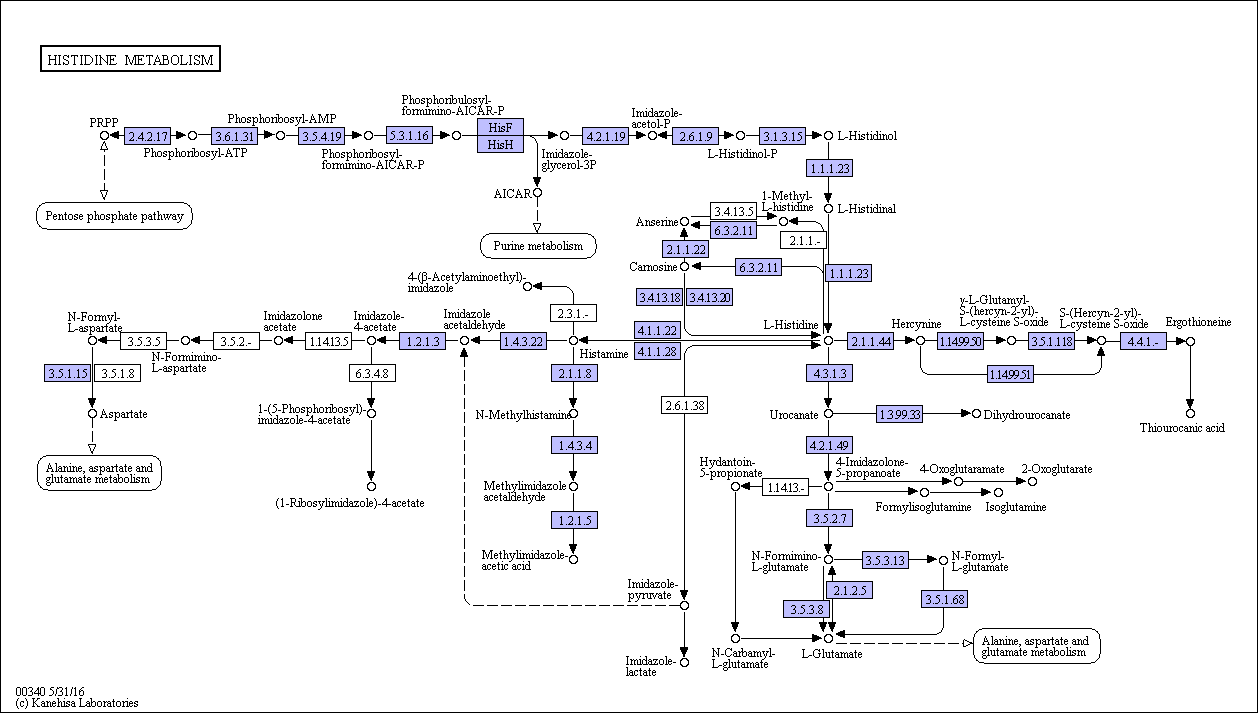 HISTIDINE METABOLISM
PRPP
2.4.2.17
Phosphoribosyl-ATP
3.6.1.31
Phosphoribosyl-AMP
3.5.4.19
Phosphoribosyl-
formimino-AICAR-P
5.3.1.16
Phosphoribulosyl-
formimino-AICAR-P
HisF
HisH
Imidazole-
glycerol-3P
4.2.1.19
Imidazole-
acetol-P
2.6.1.9
L-Histidinol-P
3.1.3.15
L-Histidinol
1.1.1.23
L-Histidinal
AICAR
Purine metabolism
Pentose phosphate pathway
1-Methyl-
L-histidine
3.4.13.5
Anserine
6.3.2.11
2.1.1.-
2.1.1.22
Carnosine
6.3.2.11
1.1.1.23
3.4.13.18
3.4.13.20
4-(β-Acetylaminoethyl)-
imidazole
2.3.1.-
N-Formyl-
L-aspartate
3.5.3.5
N-Formimino-
L-aspartate
3.5.2.-
Imidazolone
acetate
1.14.13.5
Imidazole-
4-acetate
1.2.1.3
Imidazole
acetaldehyde
1.4.3.22
Histamine
4.1.1.22
4.1.1.28
L-Histidine
2.1.1.44
Hercynine
1.14.99.50
γ-L-Glutamyl-
S-(hercyn-2-yl)-
L-cysteine S-oxide
3.5.1.118
S-(Hercyn-2-yl)-
L-cysteine S-oxide
4.4.1.-
Ergothioneine
1.14.99.51
3.5.1.15
3.5.1.8
6.3.4.8
2.1.1.8
4.3.1.3
2.6.1.38
Aspartate
1-(5-Phosphoribosyl)-
imidazole-4-acetate
N-Methylhistamine
Urocanate
1.3.99.33
Dihydrourocanate
Thiourocanic acid
1.4.3.4
4.2.1.49
Alanine, aspartate and
glutamate metabolism
(1-Ribosylimidazole)-4-acetate
Methylimidazole
acetaldehyde
Hydantoin-
5-propionate
1.14.13.-
4-Imidazolone-
5-propanoate
4-Oxoglutaramate
2-Oxoglutarate
Formylisoglutamine
Isoglutamine
1.2.1.5
3.5.2.7
Methylimidazole-
acetic acid
N-Formimino-
L-glutamate
3.5.3.13
N-Formyl-
L-glutamate
2.1.2.5
3.5.3.8
3.5.1.68
Imidazole-
pyruvate
Imidazole-
lactate
N-Carbamyl-
L-glutamate
L-Glutamate
Alanine, aspartate and
glutamate metabolism
00340 5/31/16
(c) Kanehisa Laboratories